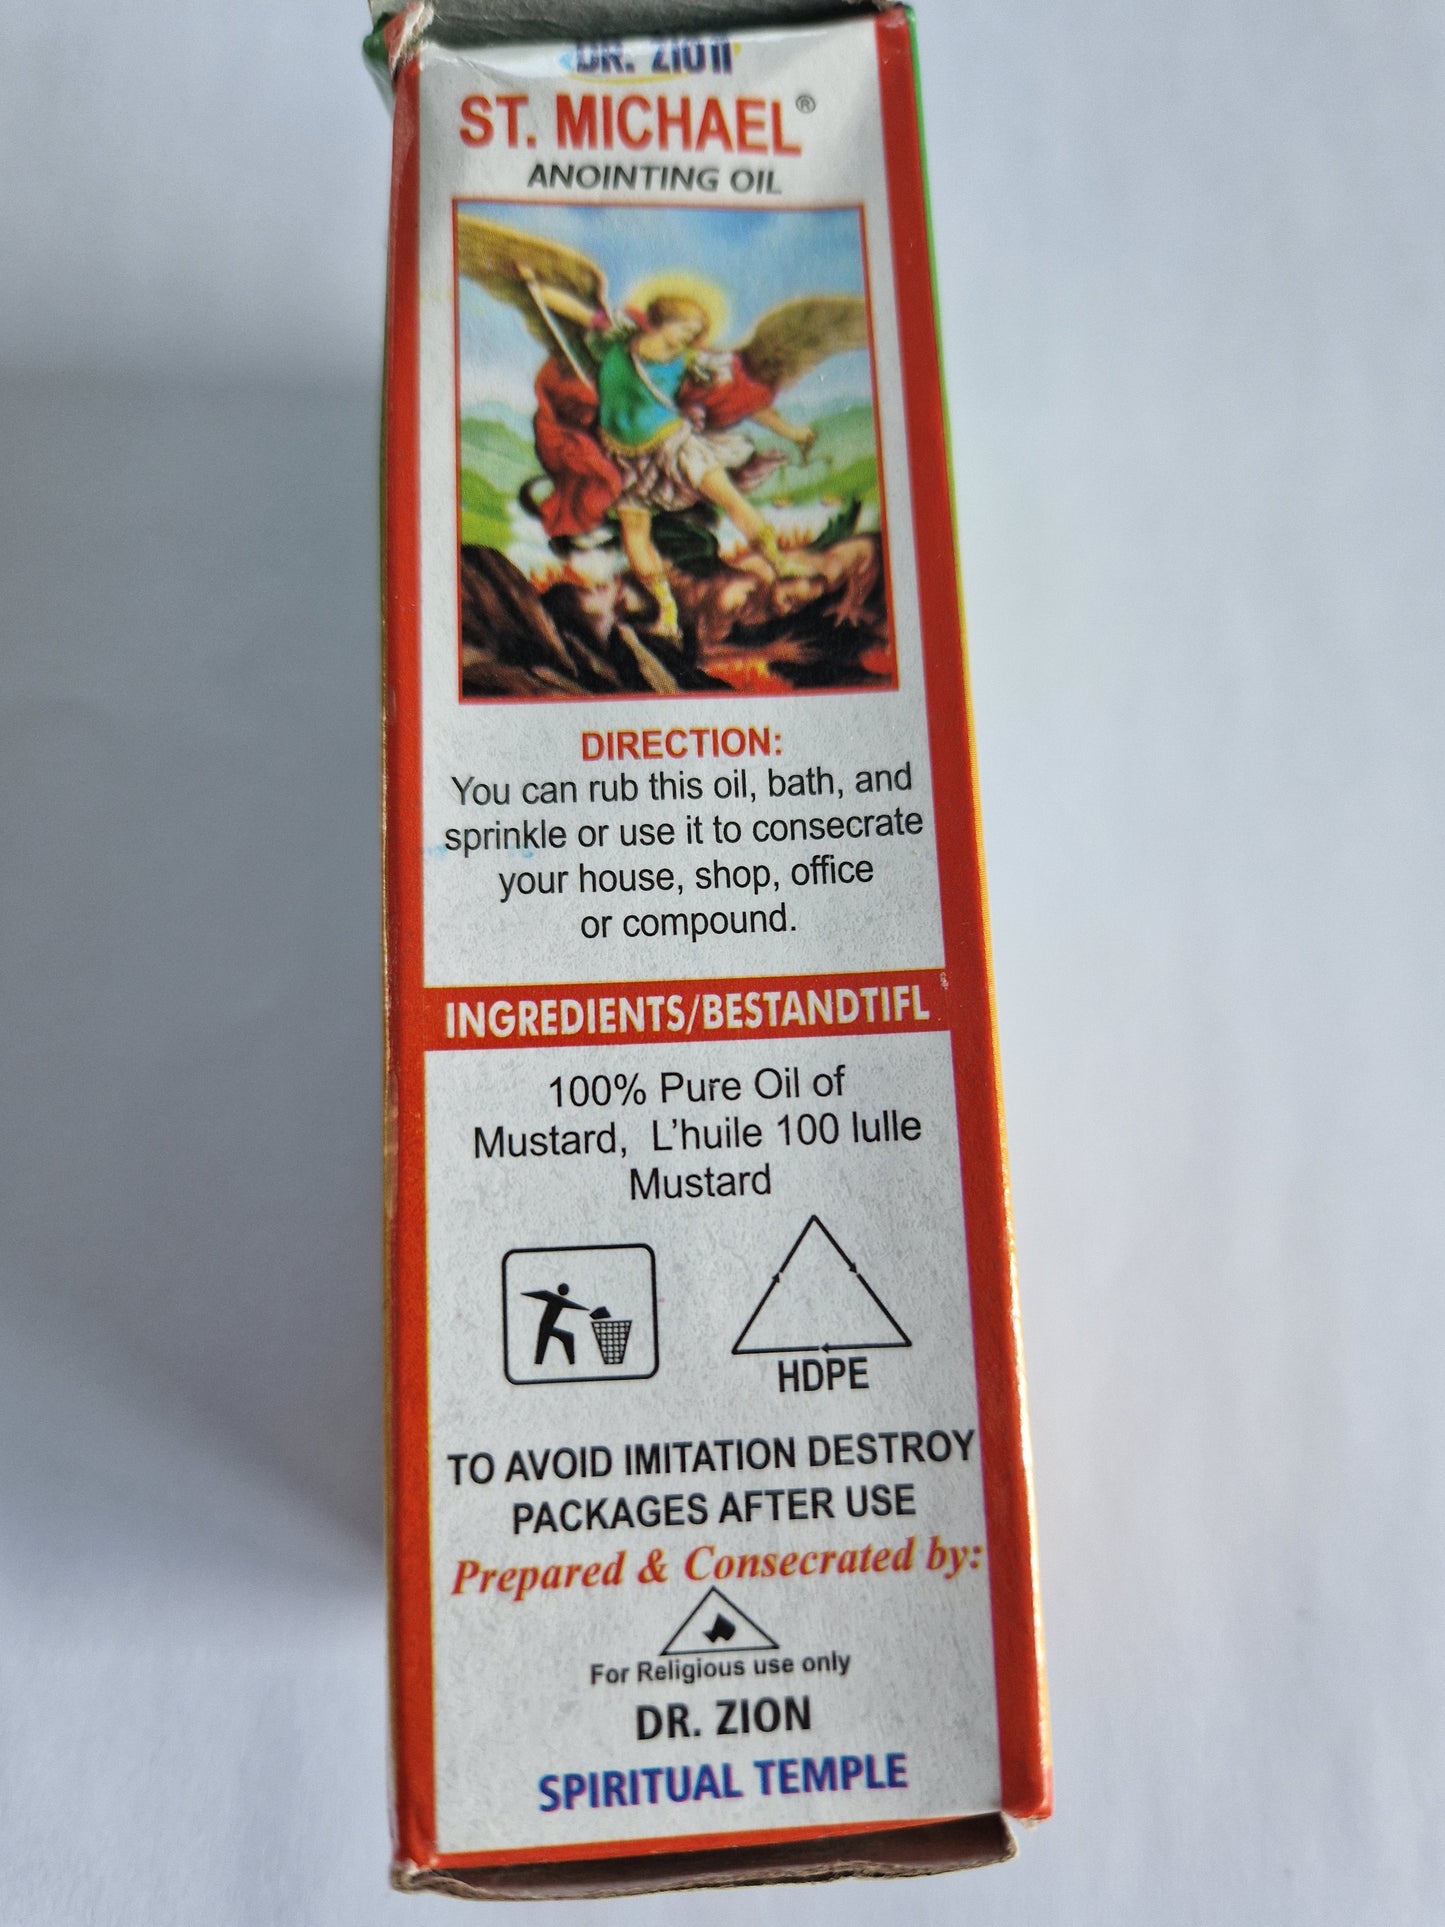 DR. ZION
ST. MICHAEL®
ANOINTING OIL
DIRECTION:
You can rub this oil, bath, and
sprinkle or use it to consecrate
your house, shop, office
or compound.
INGREDIENTS/BESTANDTIFL
100% Pure Oil of
Mustard, L'huile 100 lulle
Mustard
HDPE
TO AVOID IMITATION DESTROY
PACKAGES AFTER USE
Prepared & Consecrated by:
For Religious use only
DR. ZION
SPIRITUAL TEMPLE